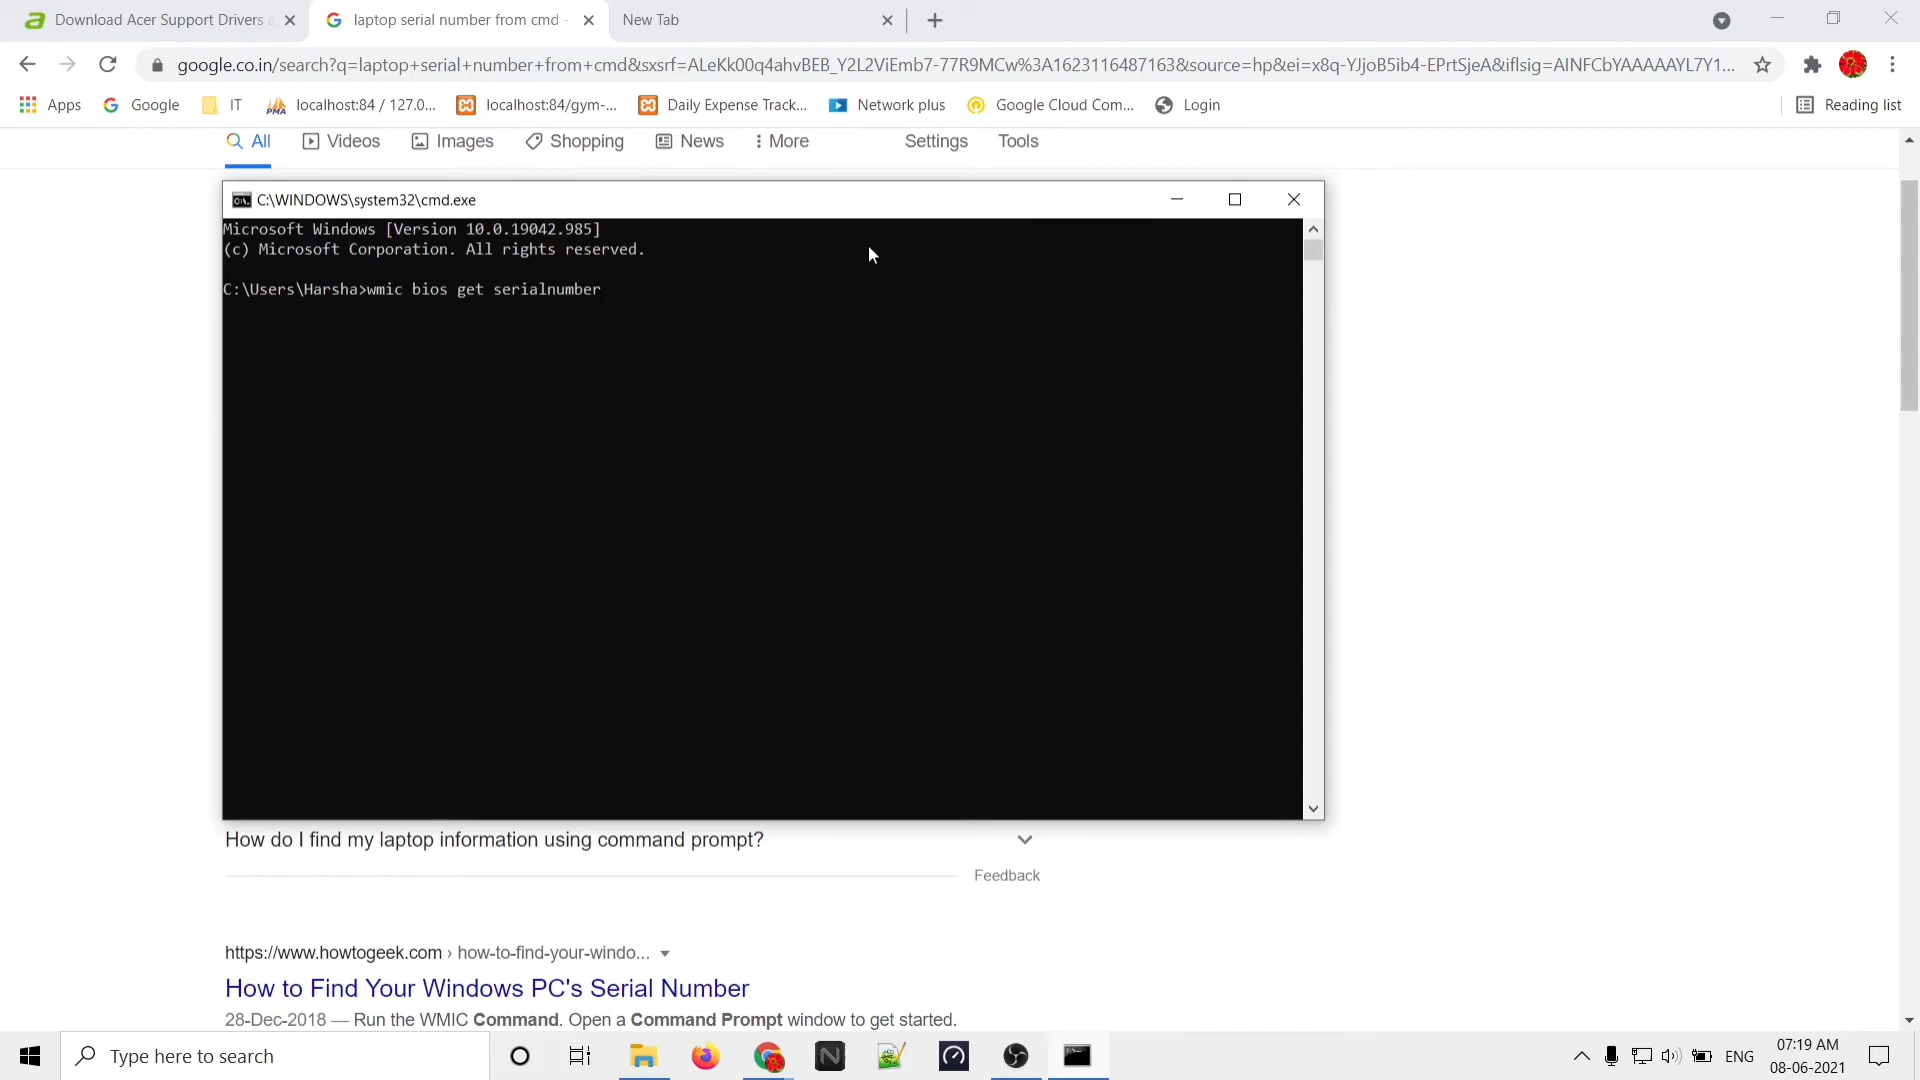 Download Acer Support Drivers a
laptop serial number from cmd -
New Tab
google.co.in/search?q=laptop+serial+number+from+cmd&sxsrf=ALeKk00q4ahvBEB_Y2L2ViEmb7-77R9MCw%3A1623116487163&source=hp&ei=x8q-YJjoB5ib4-EPrtSjeA&iflsig=AINFCbYAAAAAYL7Y1...
Apps
Google
IT
localhost:84 / 127.0...
localhost:84/gym-...
Daily Expense Track...
Network plus
Google Cloud Com...
Login
Reading list
All
Videos
Images
Shopping
News
More
Settings
Tools
C:\WINDOWS\system32\cmd.exe
Microsoft Windows [Version 10.0.19042.985]
(c) Microsoft Corporation. All rights reserved.
C:\Users\Harsha>wmic bios get serialnumber
How do I find my laptop information using command prompt?
Feedback
https://www.howtogeek.com › how-to-find-your-windo...
How to Find Your Windows PC's Serial Number
28-Dec-2018 — Run the WMIC Command. Open a Command Prompt window to get started.
Type here to search
ENG
07:19 AM
08-06-2021